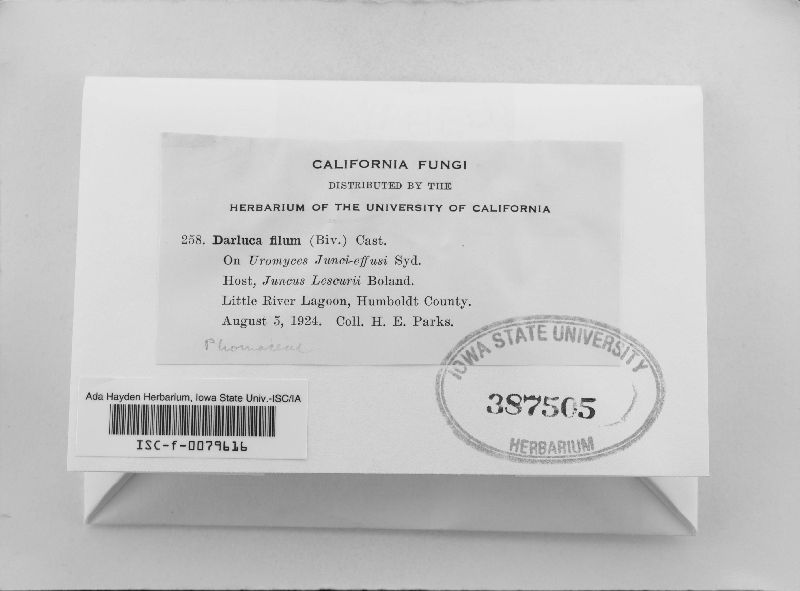 CALIFORNIA FUNGI
DISTRIBUTED BY THE
HERBARIUM OF THE UNIVERSITY OF CALIFORNIA
258. Darluca filum (Biv.) Cast.
On Uromyces Junci-effusi Syd.
Host, Juncus Lescurii Boland.
Little River Lagoon, Humboldt County.
August 5, 1924. Coll. H. E. Parks.
Phomaceae
IOWA STATE UNIVERSITY
387505
HERBARIUM
Ada Hayden Herbarium, Iowa State Univ.-ISC/IA
ISC-f-0079616